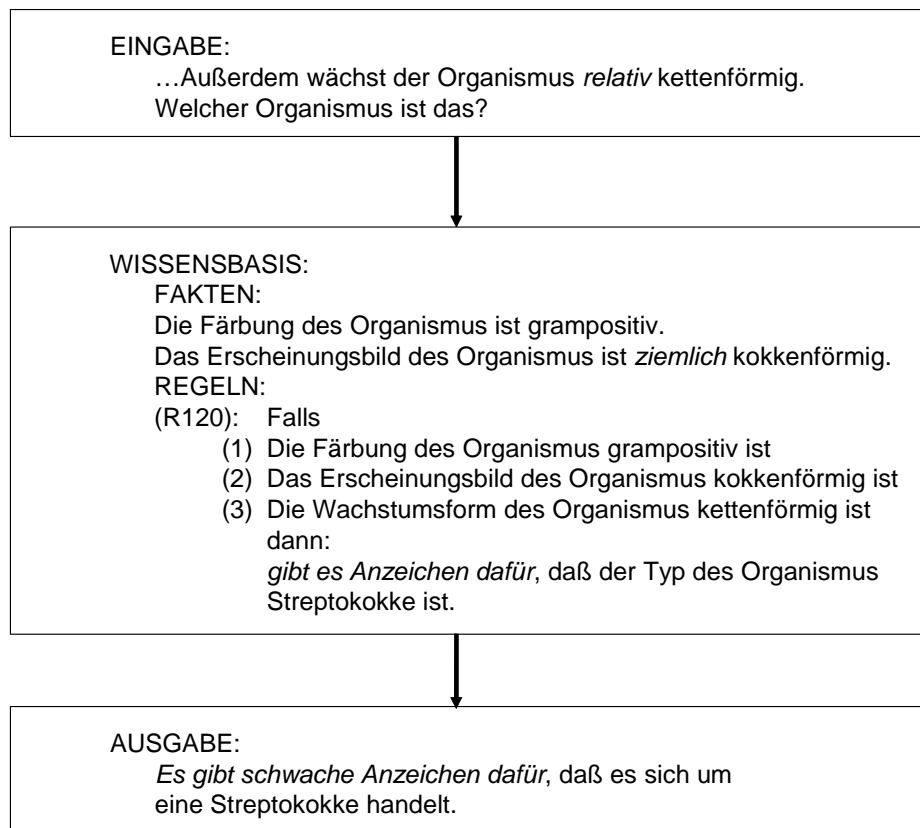 EINGABE:
…Außerdem wächst der Organismus relativ kettenförmig.
Welcher Organismus ist das?
WISSENSBASIS:
FAKTEN:
Die Färbung des Organismus ist grampositiv.
Das Erscheinungsbild des Organismus ist ziemlich kokkenförmig.
REGELN:
(R120): Falls
(1) Die Färbung des Organismus grampositiv ist
(2) Das Erscheinungsbild des Organismus kokkenförmig ist
(3) Die Wachstumsform des Organismus kettenförmig ist
dann:
gibt es Anzeichen dafür, daß der Typ des Organismus
Streptokokke ist.
AUSGABE:
Es gibt schwache Anzeichen dafür, daß es sich um
eine Streptokokke handelt.